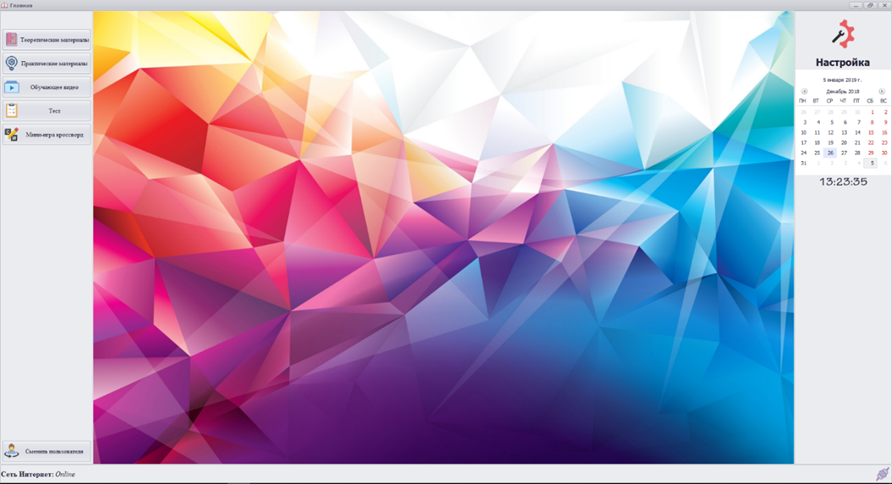 Главная
Теоретические материалы
Практические материалы
Обучающее видео
Тест
Мини-игра кроссворд
Сменить пользователя
Сеть Интернет: Online
Настройка
5 января 2019 г.
Декабрь 2018
ПН ВТ СР ЧТ ПТ СБ ВС
26 27 28 29 30 1 2
3 4 5 6 7 8 9
10 11 12 13 14 15 16
17 18 19 20 21 22 23
24 25 26 27 28 29 30
31 1 2 3 4 5 6
13:23:35